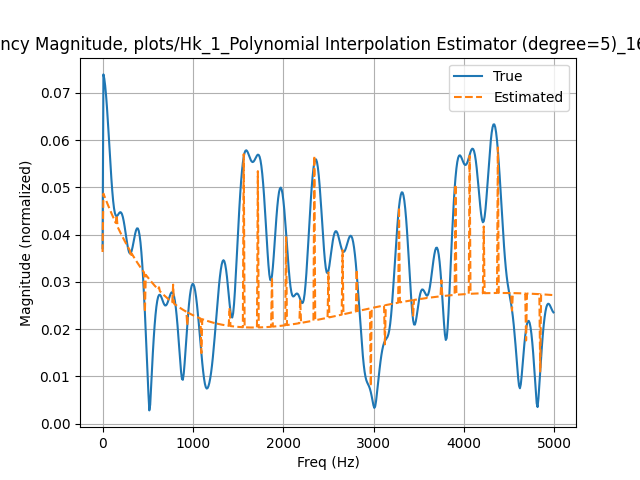 ncy Magnitude, plots/Hk_1_Polynomial Interpolation Estimator (degree=5)_16
True
Estimated
Magnitude (normalized)
0.07
0.06
0.05
0.04
0.03
0.02
0.01
0.00
0 1000 2000 3000 4000 5000
Freq (Hz)